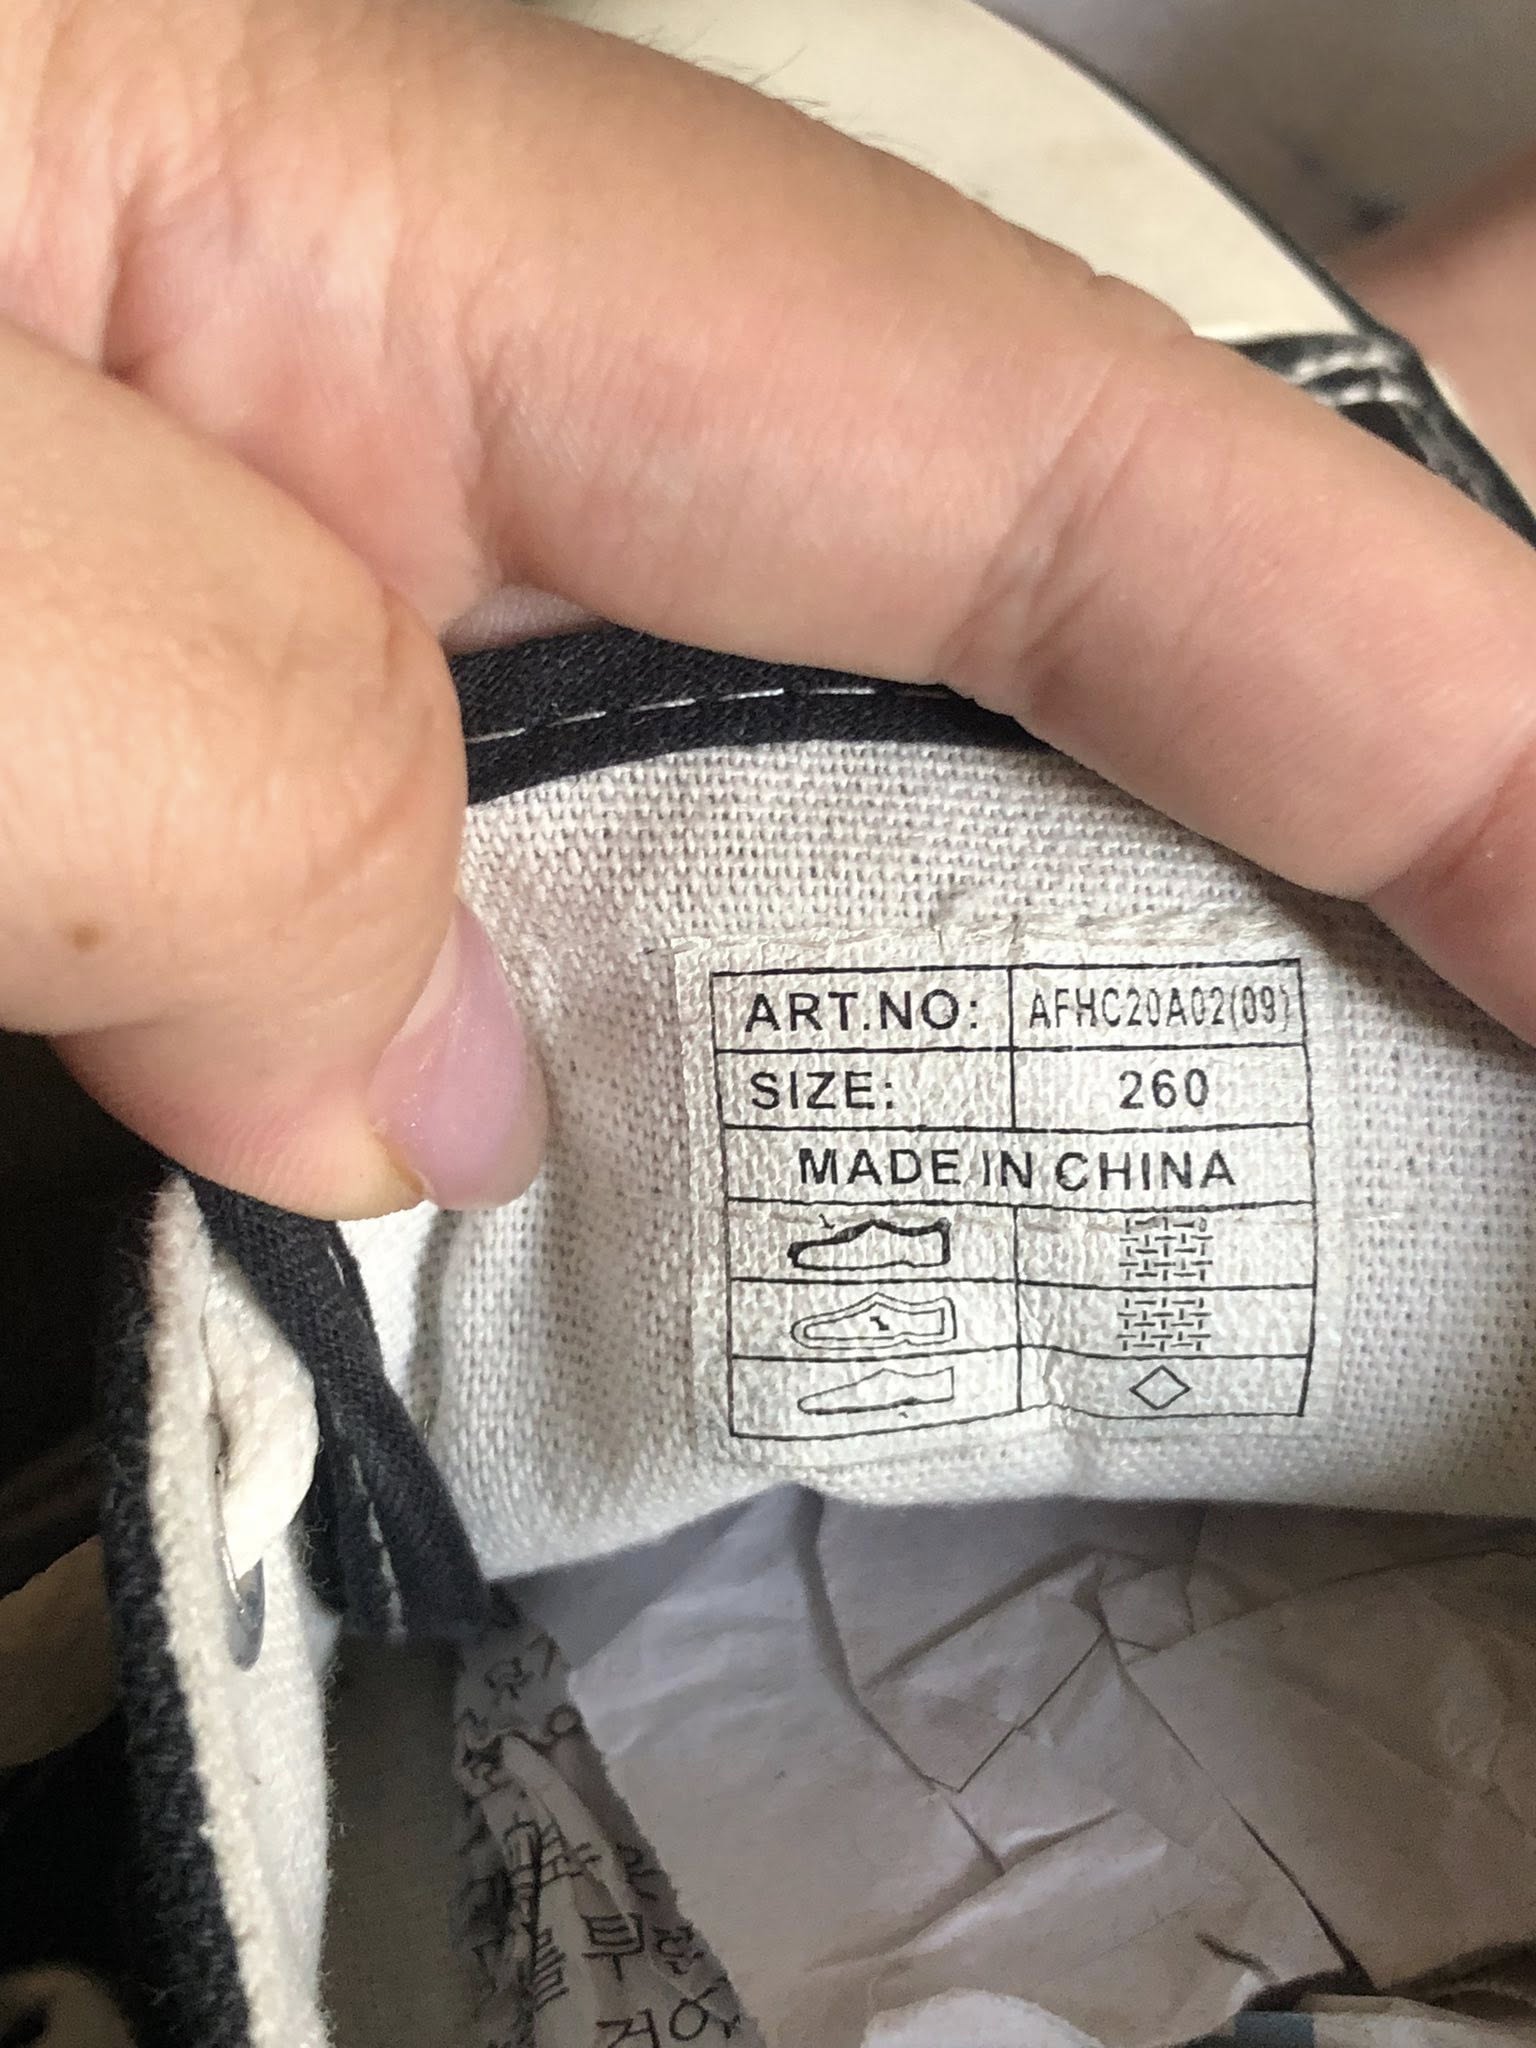 ART.NO: AFHC20A02(09)
SIZE: 260
MADE IN CHINA